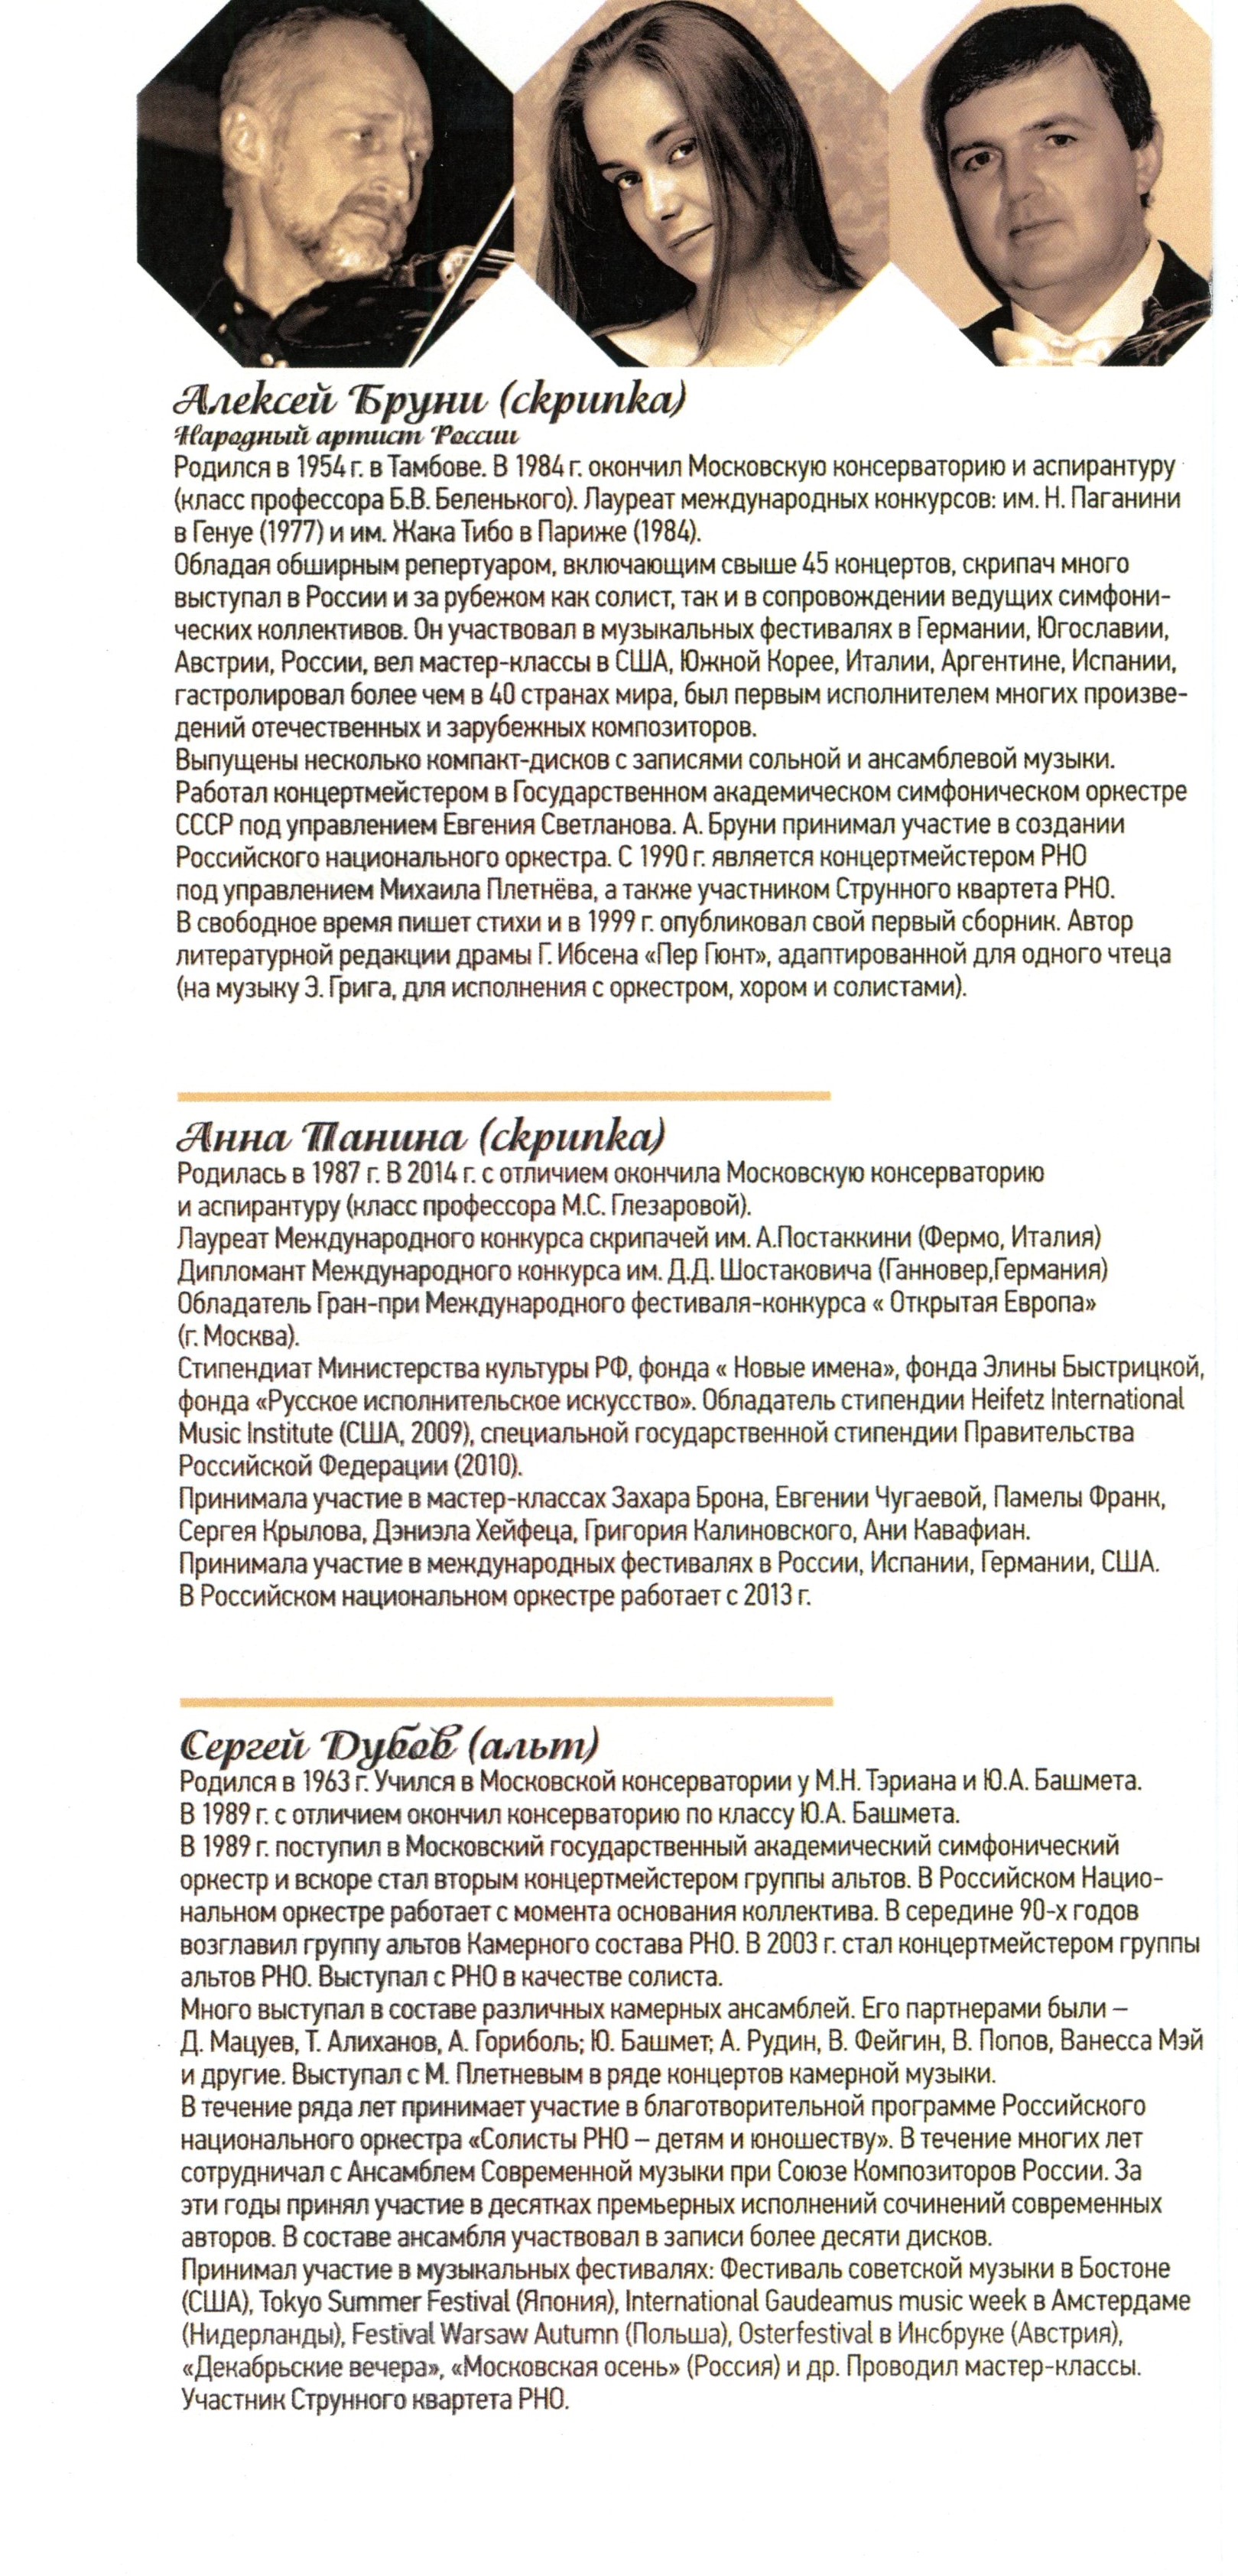 Алексей Бруни (скрипка)
Народный артист России
Родился в 1954 г. в Тамбове. В 1984 г. окончил Московскую консерваторию и аспирантуру
(класс профессора Б.В. Беленького). Лауреат международных конкурсов: им. Н. Паганини
в Генуе (1977) и им. Жака Тибо в Париже (1984).
Обладая обширным репертуаром, включающим свыше 45 концертов, скрипач много
выступал в России и за рубежом как солист, так и в сопровождении ведущих симфони-
ческих коллективов. Он участвовал в музыкальных фестивалях в Германии, Югославии,
Австрии, России, вел мастер-классы в США, Южной Корее, Италии, Аргентине, Испании,
гастролировал более чем в 40 странах мира, был первым исполнителем многих произве-
дений отечественных и зарубежных композиторов.
Выпущены несколько компакт-дисков с записями сольной и ансамблевой музыки.
Работал концертмейстером в Государственном академическом симфоническом оркестре
СССР под управлением Евгения Светланова. А. Бруни принимал участие в создании
Российского национального оркестра. С 1990 г. является концертмейстером РНО
под управлением Михаила Плетнёва, а также участником Струнного квартета РНО.
В свободное время пишет стихи и в 1999 г. опубликовал свой первый сборник. Автор
литературной редакции драмы Г. Ибсена «Пер Гюнт», адаптированной для одного чтеца
(на музыку Э. Грига, для исполнения с оркестром, хором и солистами).
Анна Панина (скрипка)
Родилась в 1987 г. В 2014 г. с отличием окончила Московскую консерваторию
и аспирантуру (класс профессора М.С. Глезаровой).
Лауреат Международного конкурса скрипачей им. А.Постаккини (Фермо, Италия)
Дипломант Международного конкурса им. Д.Д. Шостаковича (Ганновер,Германия)
Обладатель Гран-при Международного фестиваля-конкурса « Открытая Европа»
(г. Москва).
Стипендиат Министерства культуры РФ, фонда « Новые имена», фонда Элины Быстрицкой,
фонда «Русское исполнительское искусство». Обладатель стипендии Heifetz International
Music Institute (США, 2009), специальной государственной стипендии Правительства
Российской Федерации (2010).
Принимала участие в мастер-классах Захара Брона, Евгении Чугаевой, Памелы Франк,
Сергея Крылова, Дэниэла Хейфеца, Григория Калиновского, Ани Кавафиан.
Принимала участие в международных фестивалях в России, Испании, Германии, США.
В Российском национальном оркестре работает с 2013 г.
Сергей Дубов (альт)
Родился в 1963 г. Учился в Московской консерватории у М.Н. Тэриана и Ю.А. Башмета.
В 1989 г. с отличием окончил консерваторию по классу Ю.А. Башмета.
В 1989 г. поступил в Московский государственный академический симфонический
оркестр и вскоре стал вторым концертмейстером группы альтов. В Российском Нацио-
нальном оркестре работает с момента основания коллектива. В середине 90-х годов
возглавил группу альтов Камерного состава РНО. В 2003 г. стал концертмейстером группы
альтов РНО. Выступал с РНО в качестве солиста.
Много выступал в составе различных камерных ансамблей. Его партнерами были –
Д. Мацуев, Т. Алиханов, А. Гориболь; Ю. Башмет; А. Рудин, В. Фейгин, В. Попов, Ванесса Мэй
и другие. Выступал с М. Плетневым в ряде концертов камерной музыки.
В течение ряда лет принимает участие в благотворительной программе Российского
национального оркестра «Солисты РНО – детям и юношеству». В течение многих лет
сотрудничал с Ансамблем Современной музыки при Союзе Композиторов России. За
эти годы принял участие в десятках премьерных исполнений сочинений современных
авторов. В составе ансамбля участвовал в записи более десяти дисков.
Принимал участие в музыкальных фестивалях: Фестиваль советской музыки в Бостоне
(США), Tokyo Summer Festival (Япония), International Gaudeamus music week в Амстердаме
(Нидерланды), Festival Warsaw Autumn (Польша), Osterfestival в Инсбруке (Австрия),
«Декабрьские вечера», «Московская осень» (Россия) и др. Проводил мастер-классы.
Участник Струнного квартета РНО.